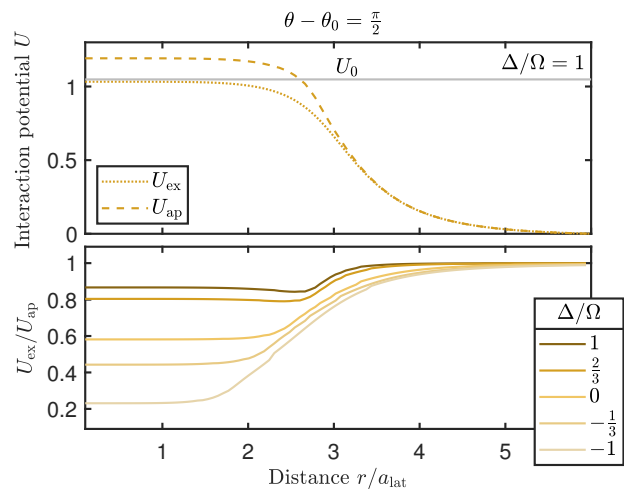 θ − θ₀ = π/2
Interaction potential U
1
0.5
0
U₀
Δ/Ω = 1
U_ex
U_ap
U_ex/U_ap
1
0.8
0.6
0.4
0.2
1 2 3 4 5
Distance r/a_lat
Δ/Ω
1
2/3
0
−1/3
−1